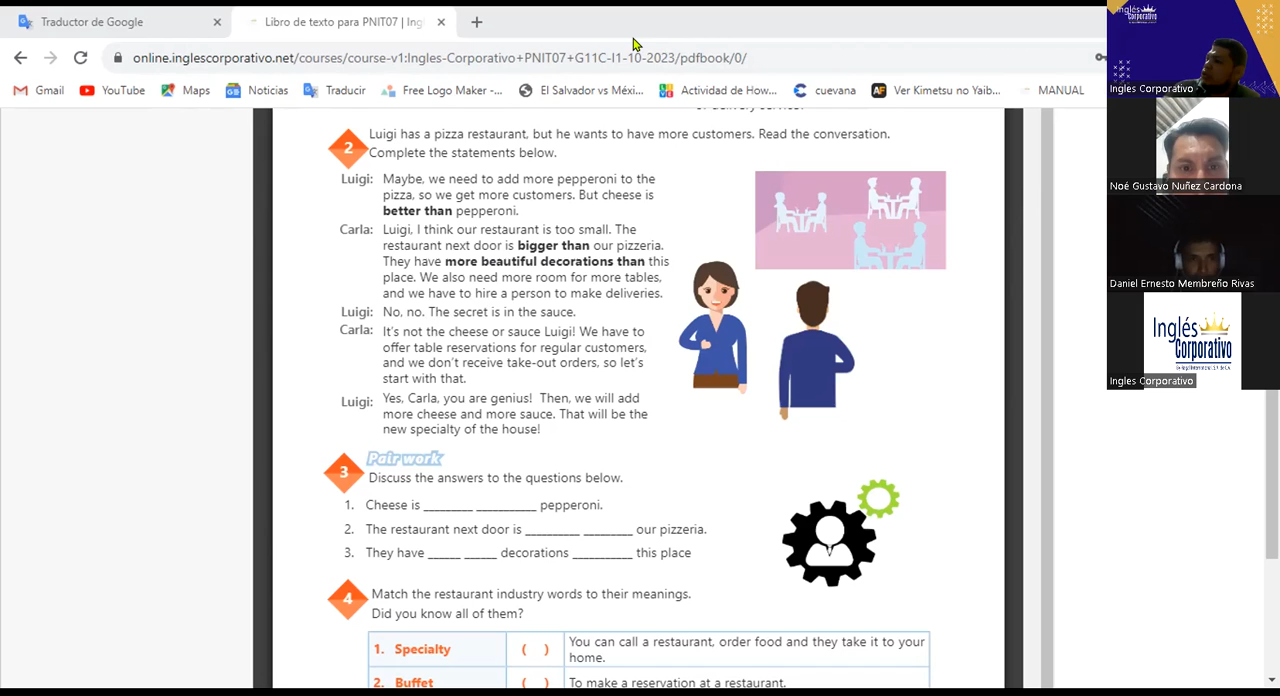 Traductor de Google
Libro de texto para PNIT07 | Ing
online.inglescorporativo.net/courses/course-v1:Ingles-Corporativo+PNIT07+G11C-I1-10-2023/pdfbook/0/
Gmail YouTube Maps Noticias Traducir Free Logo Maker -... El Salvador vs Méxi... Actividad de How... cuevana Ver Kimetsu no Yaib... MANUAL
Luigi has a pizza restaurant, but he wants to have more customers. Read the conversation.
2
Complete the statements below.
Luigi: Maybe, we need to add more pepperoni to the
pizza, so we get more customers. But cheese is
better than pepperoni.
Carla: Luigi, I think our restaurant is too small. The
restaurant next door is bigger than our pizzeria.
They have more beautiful decorations than this
place. We also need more room for more tables,
and we have to hire a person to make deliveries.
Luigi: No, no. The secret is in the sauce.
Carla: It's not the cheese or sauce Luigi! We have to
offer table reservations for regular customers,
and we don't receive take-out orders, so let's
start with that.
Luigi: Yes, Carla, you are genius! Then, we will add
more cheese and more sauce. That will be the
new specialty of the house!
Pair work
3
Discuss the answers to the questions below.
1. Cheese is ________ __________ pepperoni.
2. The restaurant next door is _________ ________ our pizzeria.
3. They have ______ ______ decorations __________ this place
4
Match the restaurant industry words to their meanings.
Did you know all of them?
1. Specialty ( ) You can call a restaurant, order food and they take it to your
home.
2. Buffet ( ) To make a reservation at a restaurant.
Inglés
Corporativo
Ingles Corporativo
Noé Gustavo Nuñez Cardona
Daniel Ernesto Membreño Rivas
Inglés
Corporativo
Ingles Corporativo